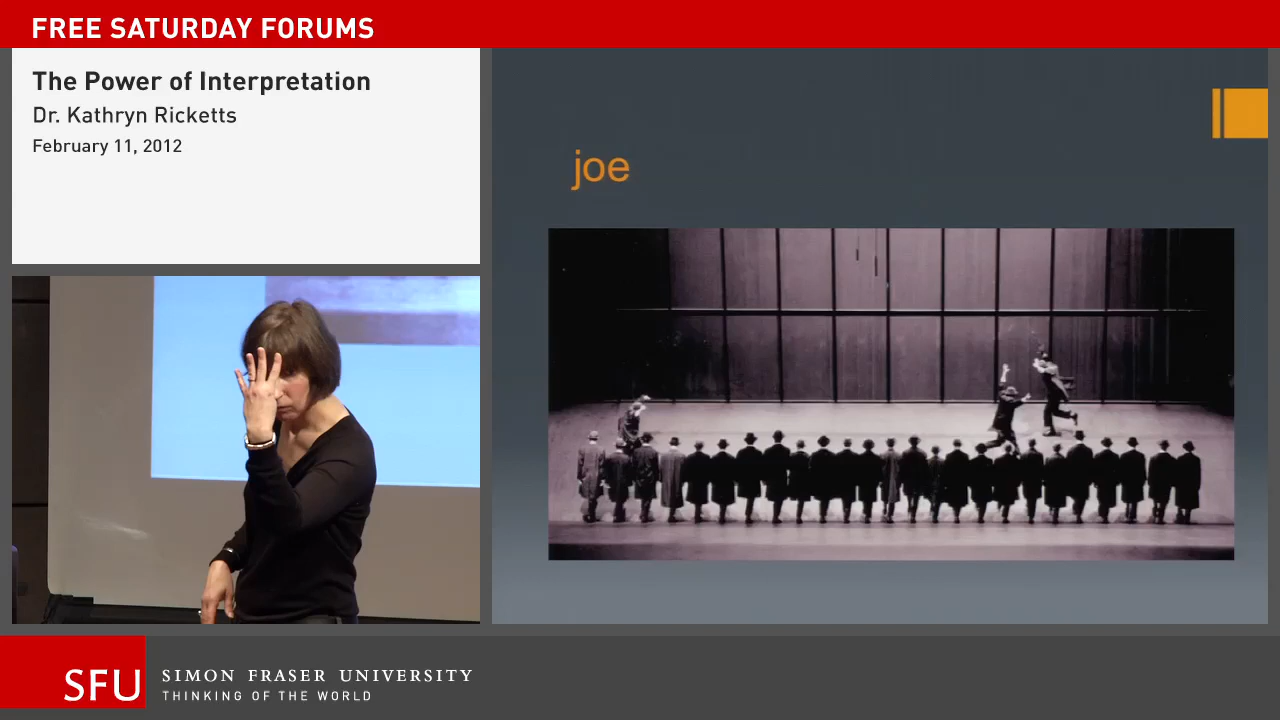 FREE SATURDAY FORUMS
The Power of Interpretation
Dr. Kathryn Ricketts
February 11, 2012
joe
SFU
SIMON FRASER UNIVERSITY
THINKING OF THE WORLD